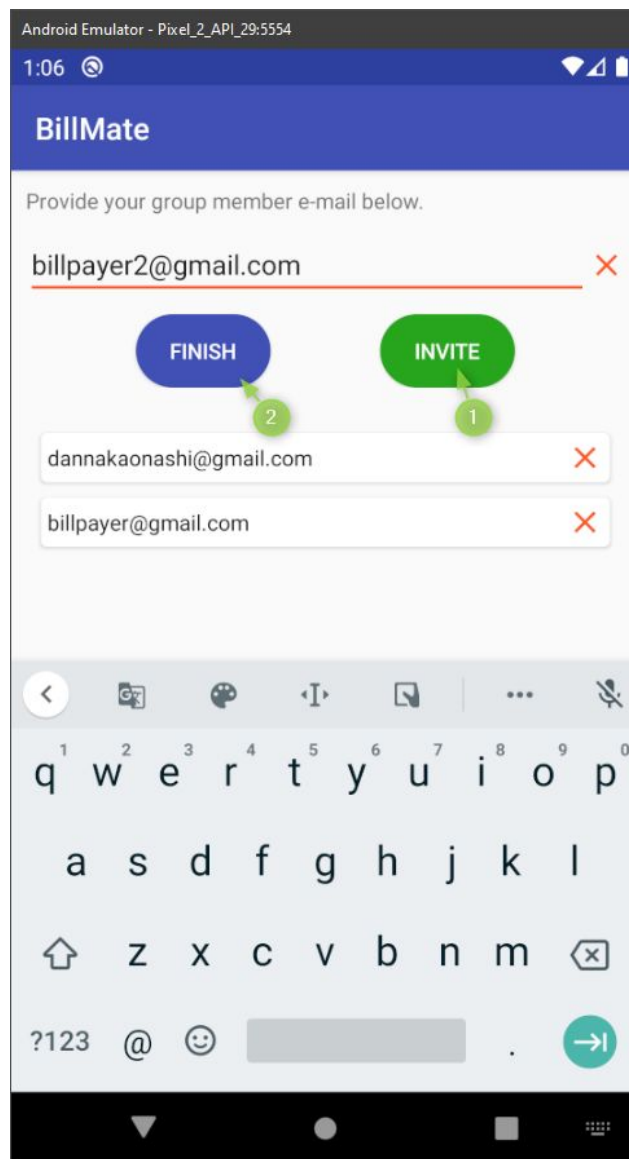 Android Emulator - Pixel_2_API_29:5554
1:06
BillMate
Provide your group member e-mail below.
billpayer2@gmail.com
FINISH INVITE
2 1
dannakaonashi@gmail.com
billpayer@gmail.com
G
1 2 3 4 5 6 7 8 9 0
q w e r t y u i o p
a s d f g h j k l
z x c v b n m
?123 @ .